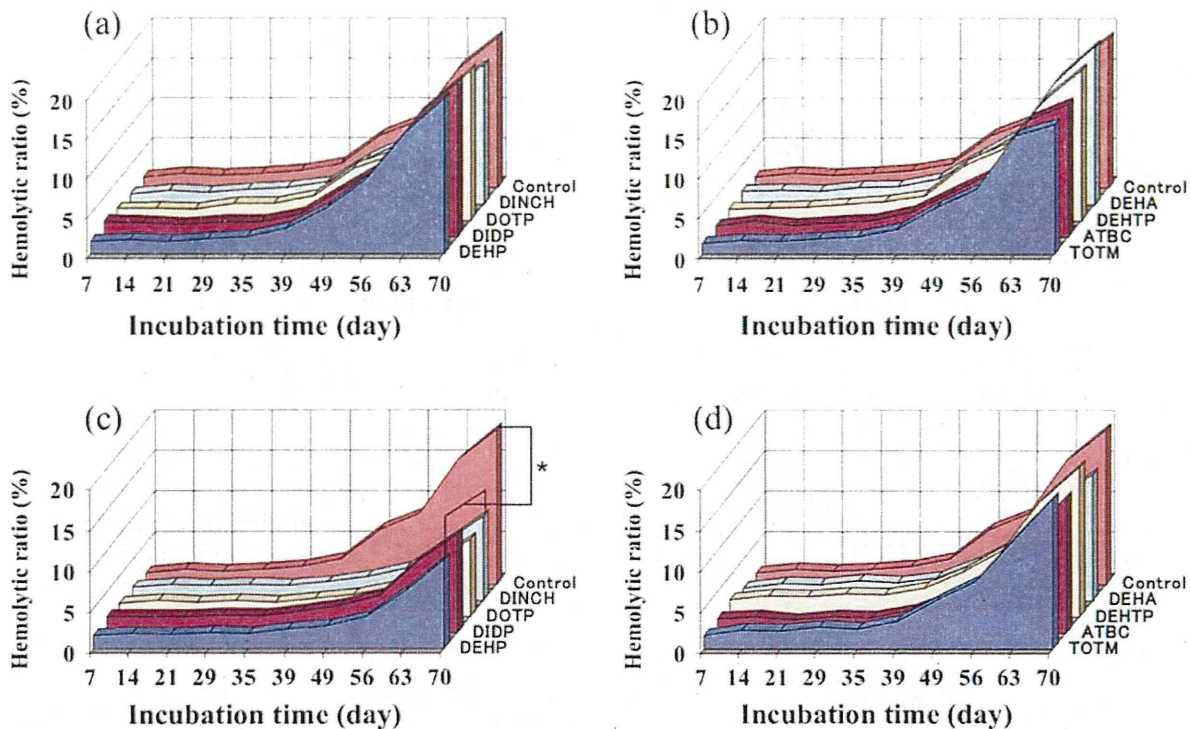 (a)
Hemolytic ratio (%)
20
15
10
5
0
7 14 21 29 35 39 49 56 63 70
Control
DINCH
DOTP
DIDP
DEHP
Incubation time (day)
(b)
Hemolytic ratio (%)
20
15
10
5
0
7 14 21 29 35 39 49 56 63 70
Control
DEHA
DEHTP
ATBC
TOTM
Incubation time (day)
(c)
Hemolytic ratio (%)
20
15
10
5
0
7 14 21 29 35 39 49 56 63 70
*
Control
DINCH
DOTP
DIDP
DEHP
Incubation time (day)
(d)
Hemolytic ratio (%)
20
15
10
5
0
7 14 21 29 35 39 49 56 63 70
Control
DEHA
DEHTP
ATBC
TOTM
Incubation time (day)